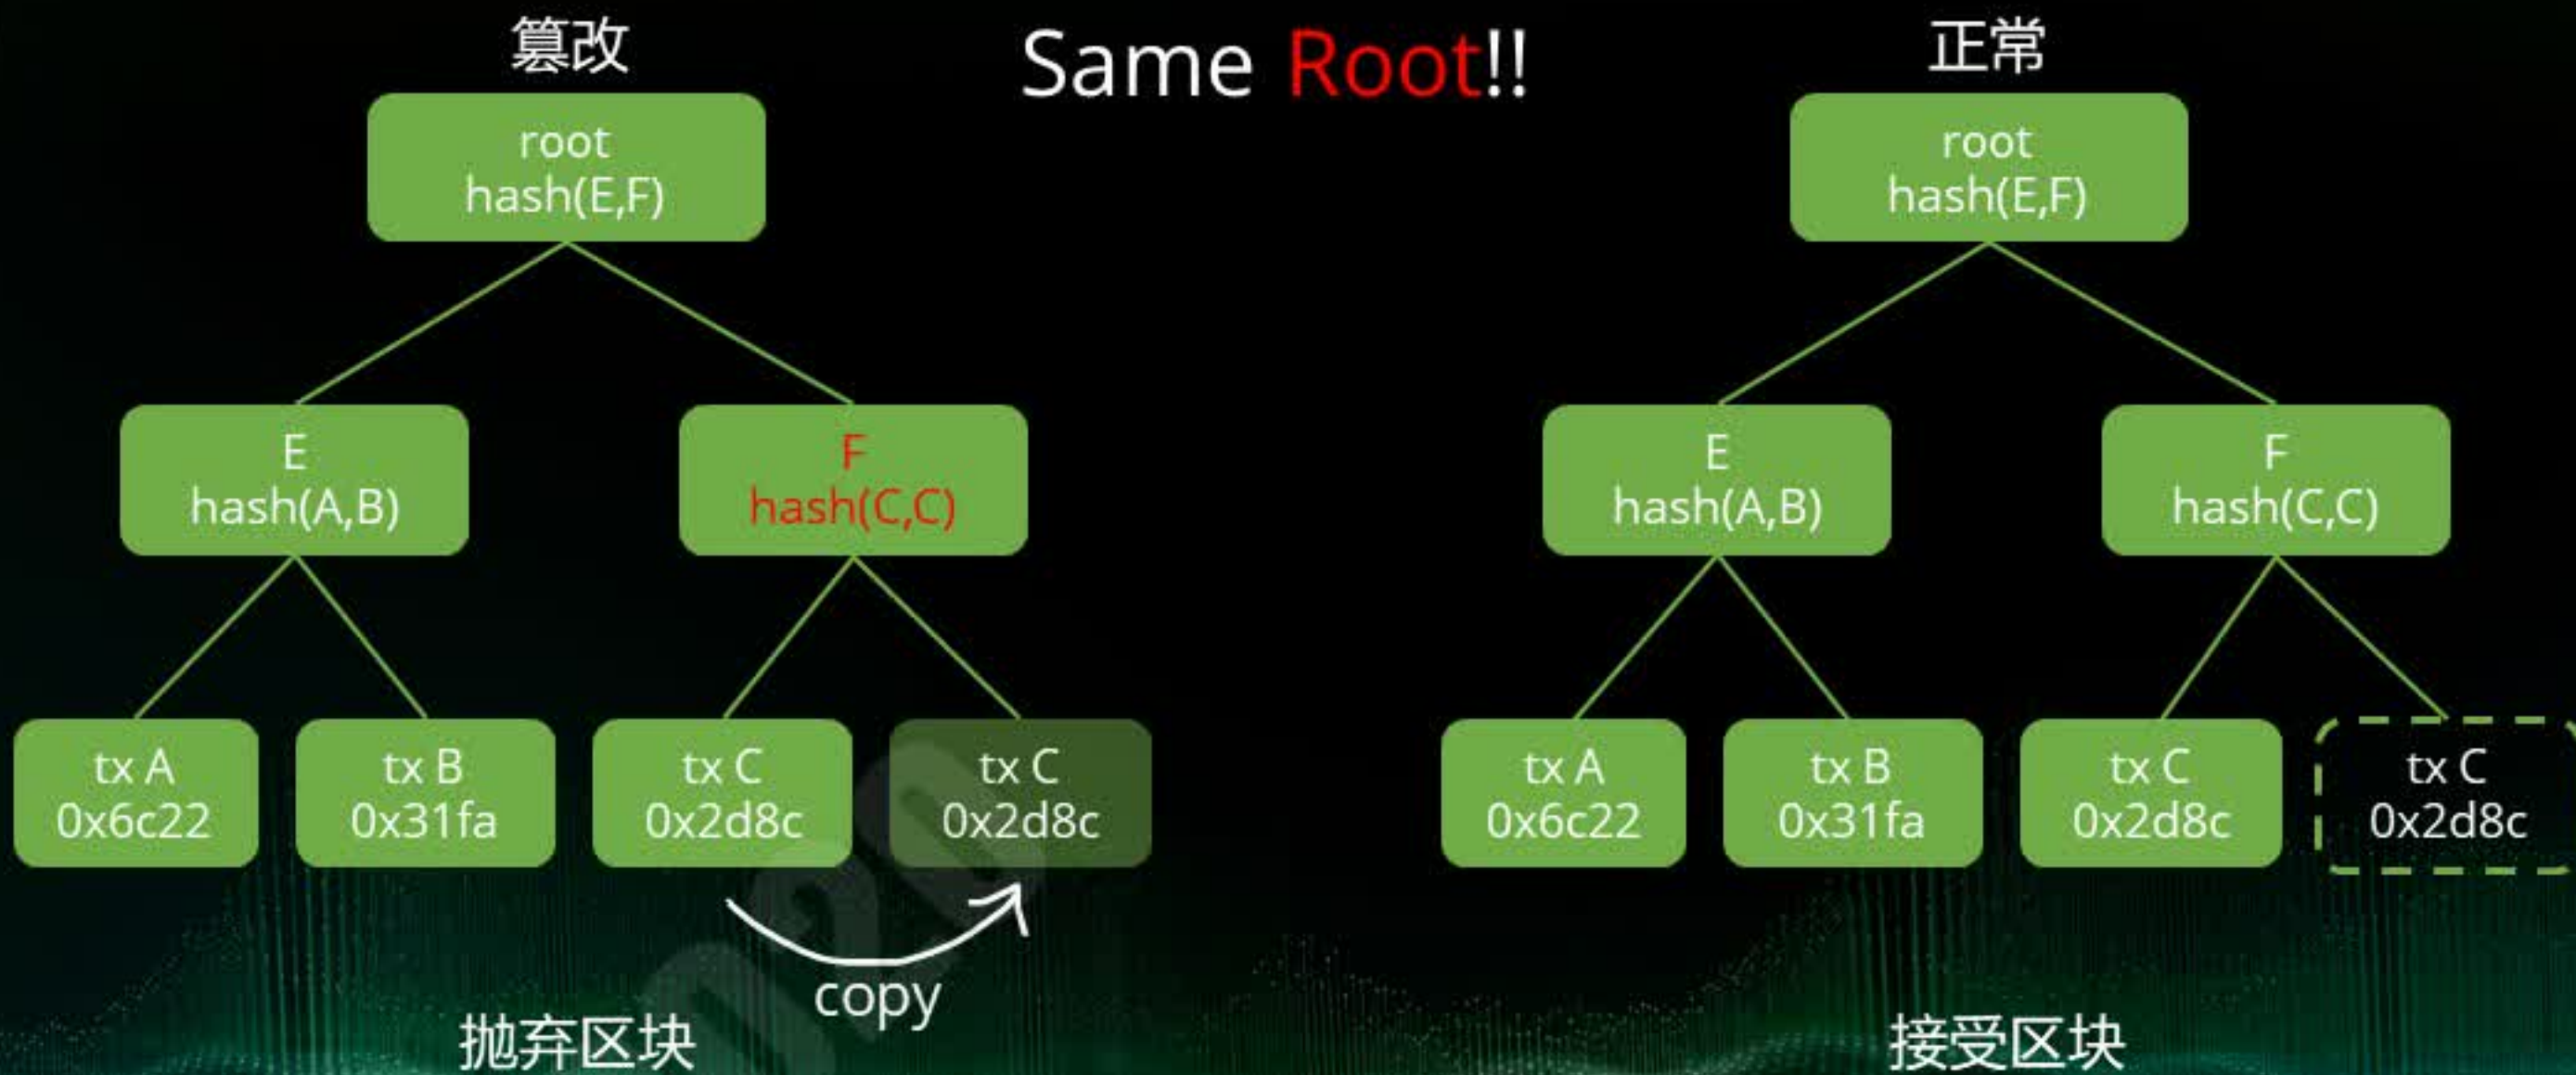 篡改
Same Root!!
正常
root
hash(E,F)
root
hash(E,F)
E
hash(A,B)
F
hash(C,C)
E
hash(A,B)
F
hash(C,C)
tx A
0x6c22
tx B
0x31fa
tx C
0x2d8c
tx C
0x2d8c
tx A
0x6c22
tx B
0x31fa
tx C
0x2d8c
tx C
0x2d8c
copy
抛弃区块
接受区块